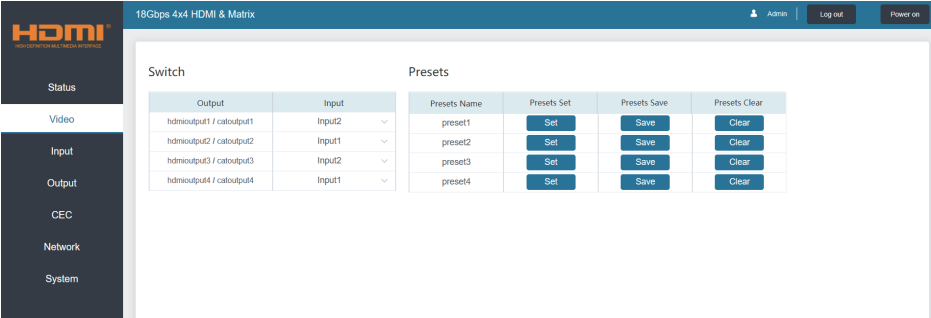 18Gbps 4x4 HDMI & Matrix
Admin
Log out
Power on
HDMI®
HIGH DEFINITION MULTIMEDIA INTERFACE
Status
Video
Input
Output
CEC
Network
System
Switch
Output Input
hdmioutput1 / catoutput1 Input2
hdmioutput2 / catoutput2 Input1
hdmioutput3 / catoutput3 Input2
hdmioutput4 / catoutput4 Input1
Presets
Presets Name Presets Set Presets Save Presets Clear
preset1 Set Save Clear
preset2 Set Save Clear
preset3 Set Save Clear
preset4 Set Save Clear